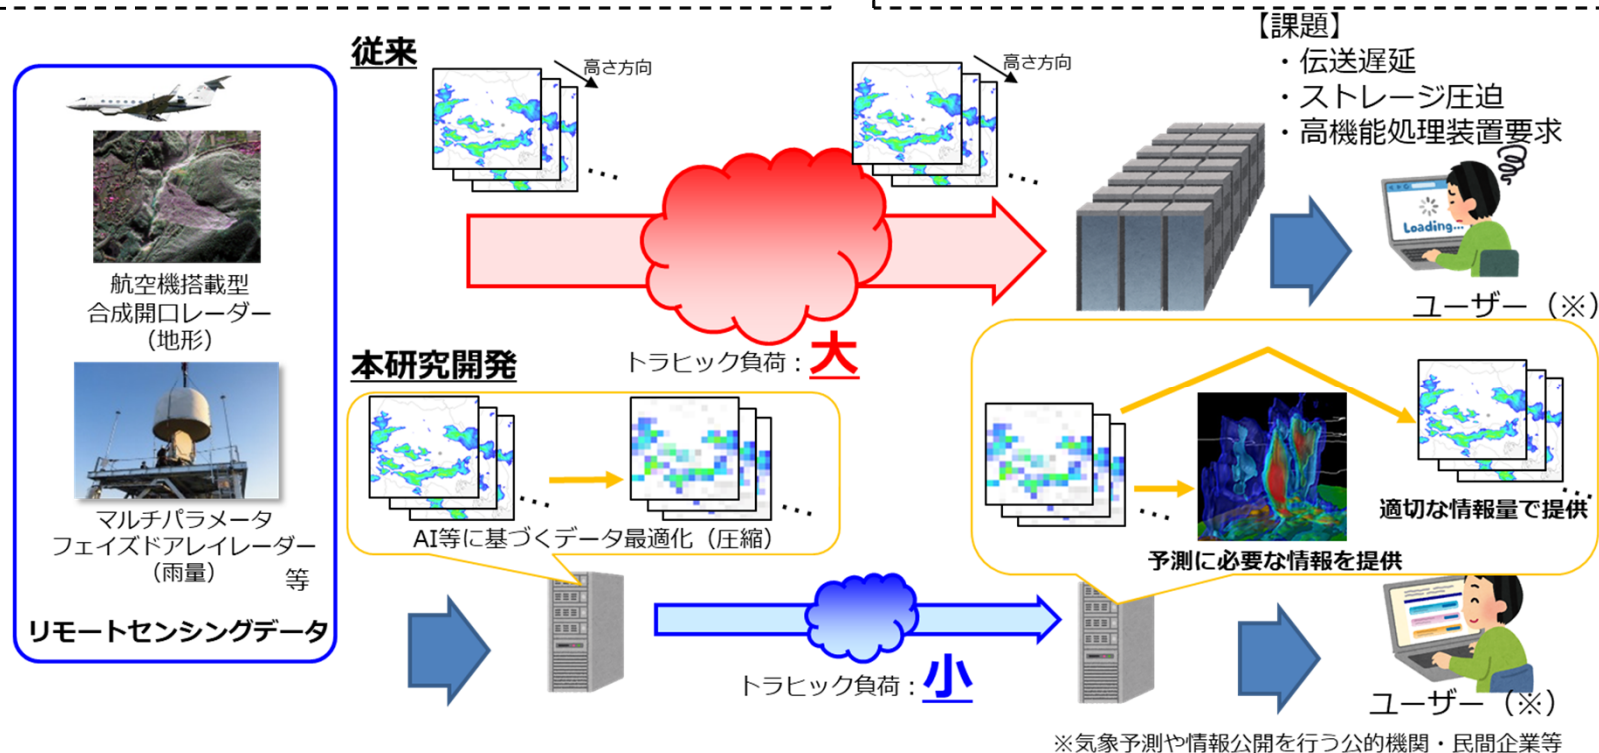 従来
高さ方向
…
高さ方向
…
【課題】
・伝送遅延
・ストレージ圧迫
・高機能処理装置要求
Loading...
ユーザー（※）
航空機搭載型
合成開口レーダー
（地形）
マルチパラメータ
フェイズドアレイレーダー
（雨量）
等
リモートセンシングデータ
トラヒック負荷：大
本研究開発
…
…
AI等に基づくデータ最適化（圧縮）
…
…
適切な情報量で提供
予測に必要な情報を提供
トラヒック負荷：小
ユーザー（※）
※気象予測や情報公開を行う公的機関・民間企業等